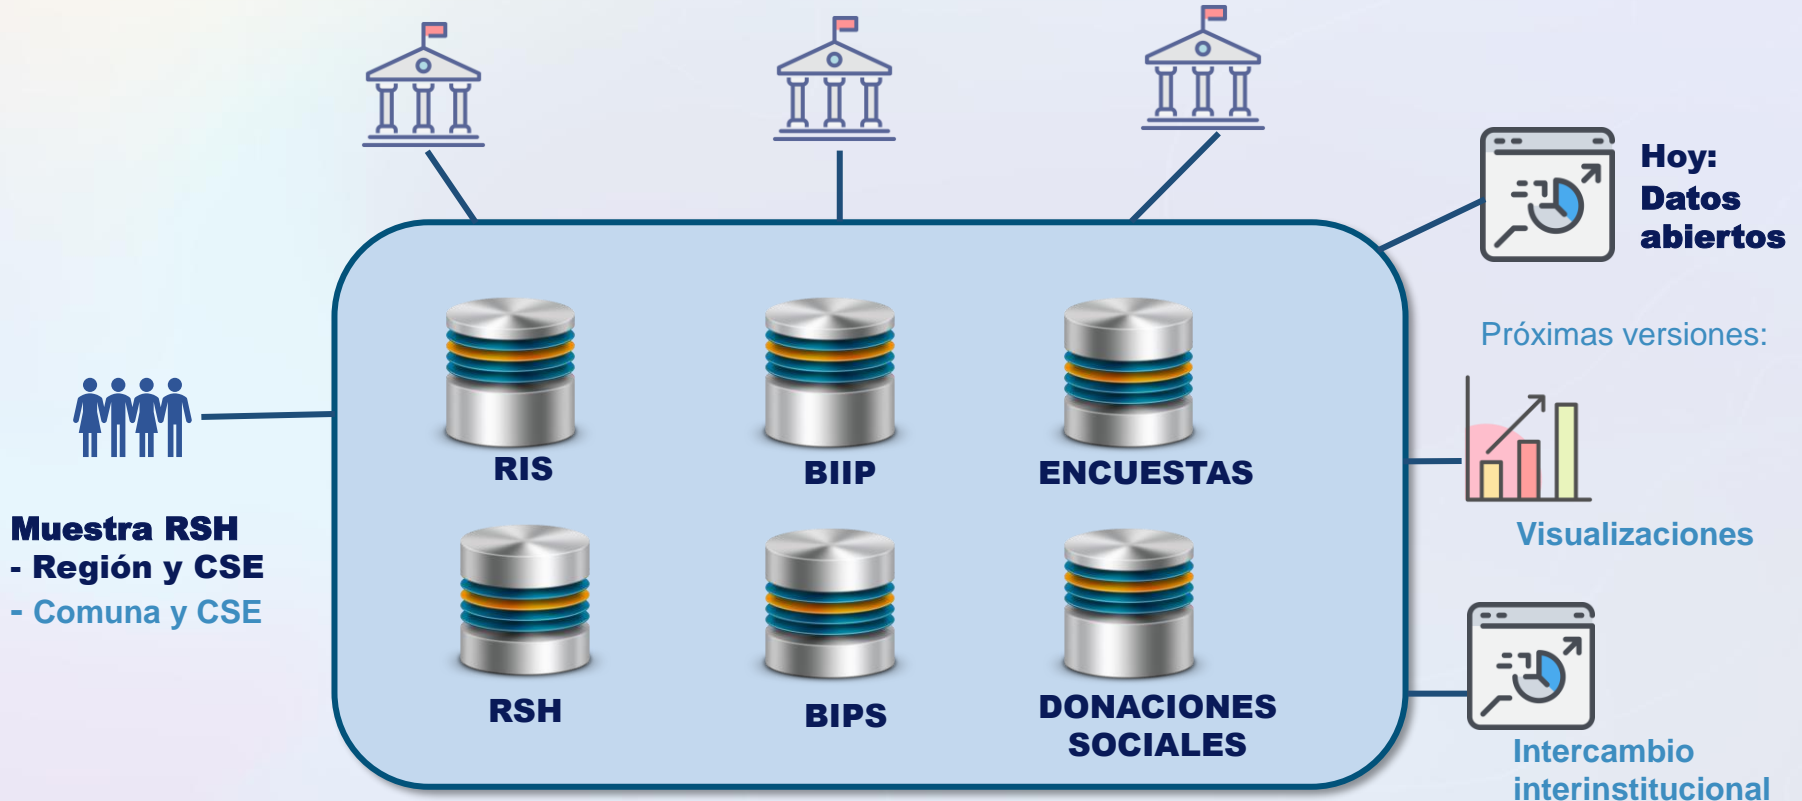 Hoy:
Datos
abiertos
Próximas versiones:
RIS
BIIP
ENCUESTAS
Muestra RSH
- Región y CSE
- Comuna y CSE
Visualizaciones
RSH
BIPS
DONACIONES
SOCIALES
Intercambio
interinstitucional